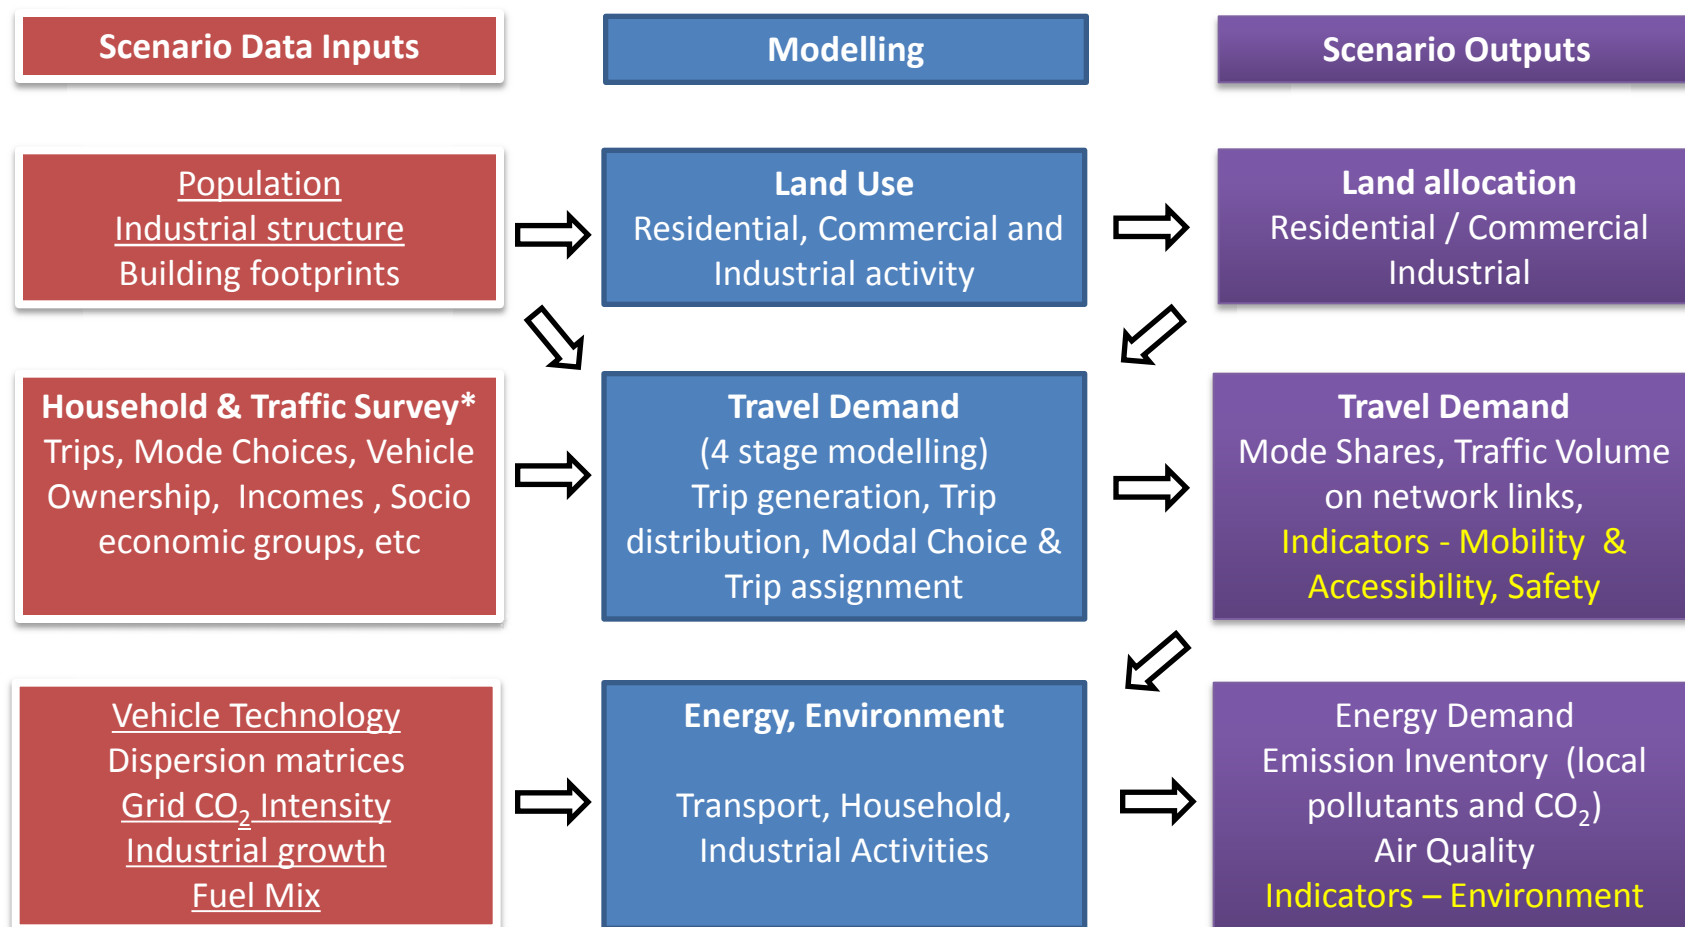 Scenario Data Inputs
Modelling
Scenario Outputs
Population
Industrial structure
Building footprints
Land Use
Residential, Commercial and
Industrial activity
Land allocation
Residential / Commercial
Industrial
Household & Traffic Survey*
Trips, Mode Choices, Vehicle
Ownership,  Incomes , Socio
economic groups, etc
Travel Demand
(4 stage modelling)
Trip generation, Trip
distribution, Modal Choice &
Trip assignment
Travel Demand
Mode Shares, Traffic Volume
on network links,
Indicators - Mobility  &
Accessibility, Safety
Vehicle Technology
Dispersion matrices
Grid CO₂ Intensity
Industrial growth
Fuel Mix
Energy, Environment
Transport, Household,
Industrial Activities
Energy Demand
Emission Inventory  (local
pollutants and CO₂)
Air Quality
Indicators – Environment